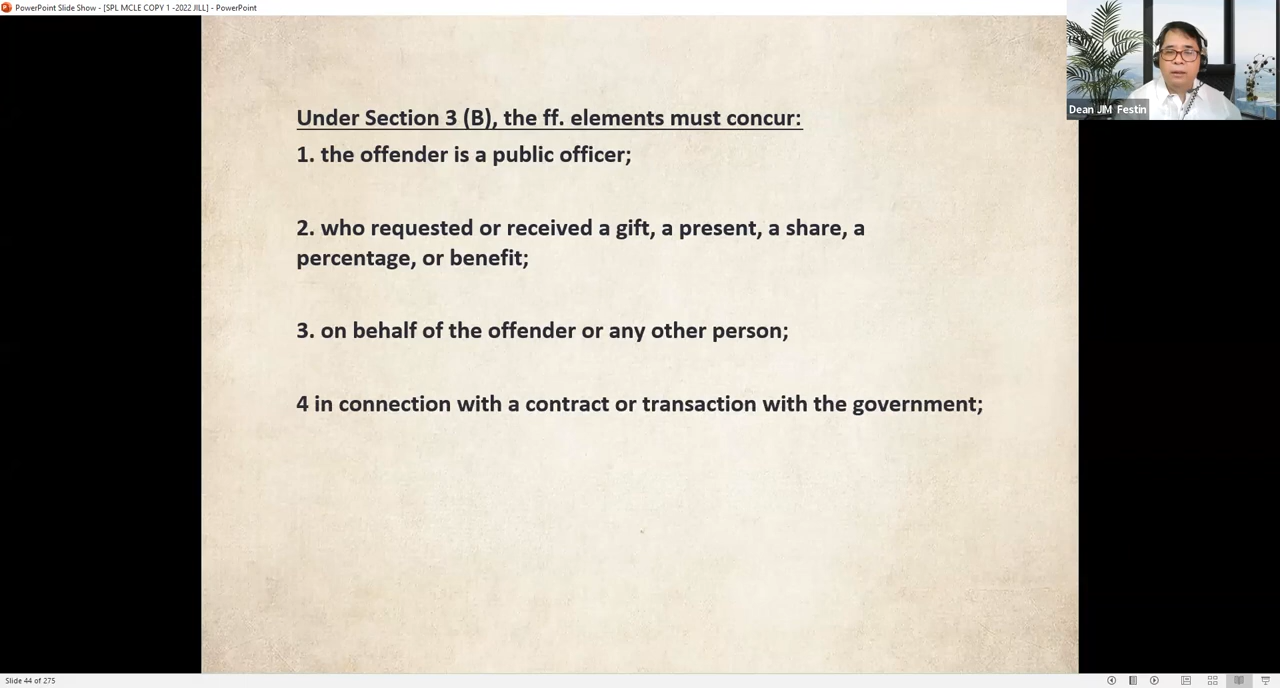 PowerPoint Slide Show - [SPL MCLE COPY 1 -2022 JILL] - PowerPoint
Dean JIM Festin
Under Section 3 (B), the ff. elements must concur:
1. the offender is a public officer;
2. who requested or received a gift, a present, a share, a
percentage, or benefit;
3. on behalf of the offender or any other person;
4 in connection with a contract or transaction with the government;
Slide 44 of 275